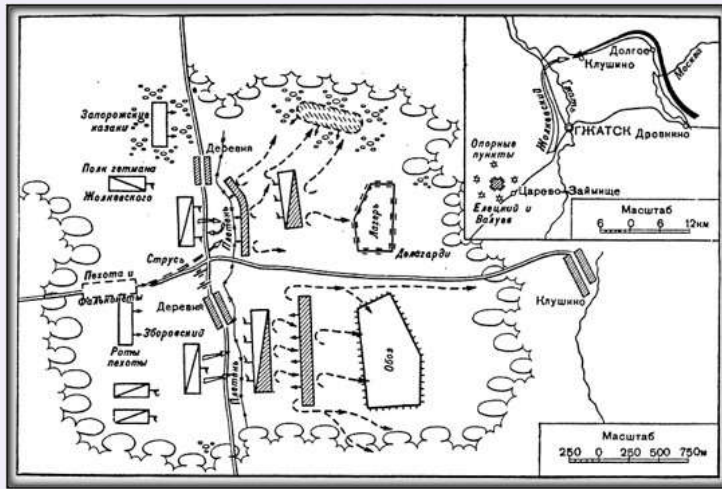 Запорожские
казаки
Полк гетмана
Жолкевского
Деревня
Плетень
Струсь
Пехота и
Фальконеты
Деревня
Зборовский
Роты
пехоты
Плетень
Лагерь
Делагарди
Обоз
Клушино
Долгое
Клушино
Москва
Гжать
Жолкевский
ГЖАТСК
Дровнино
Опорные
пункты
Царево-Займище
Елецкий и
Валуев
Масштаб
6 0 6 12км
Масштаб
250 0 250 500 750м